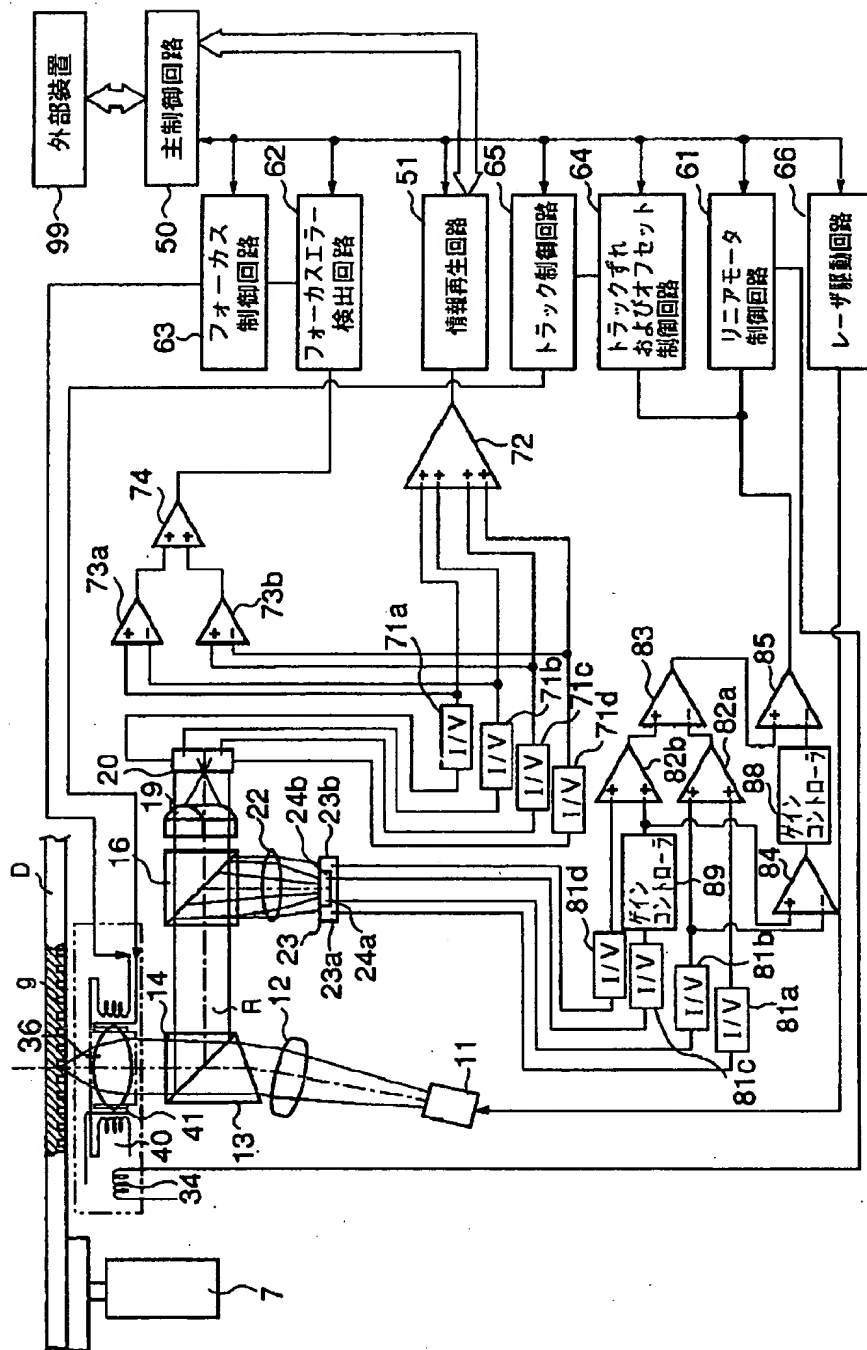 外部装置
99
主制御回路
50
フォーカス
制御回路
63
フォーカスエラー
検出回路
62
情報再生回路
51
トラック制御回路
65
トラックずれ
およびオフセット
制御回路
64
リニアモータ
制御回路
61
レーザ駆動回路
66
72
74
73a
73b
71a
I/V
I/V
71b
I/V
71c
I/V
71d
83
82b
82a
85
88
ゲイン
コントローラ
84
ゲイン
コントローラ
89
81d
I/V
I/V
81c
I/V
81b
I/V
81a
20
19
16
22
24b
23b
23
23a
24a
14
R
12
13
11
D
9
36
41
40
34
7